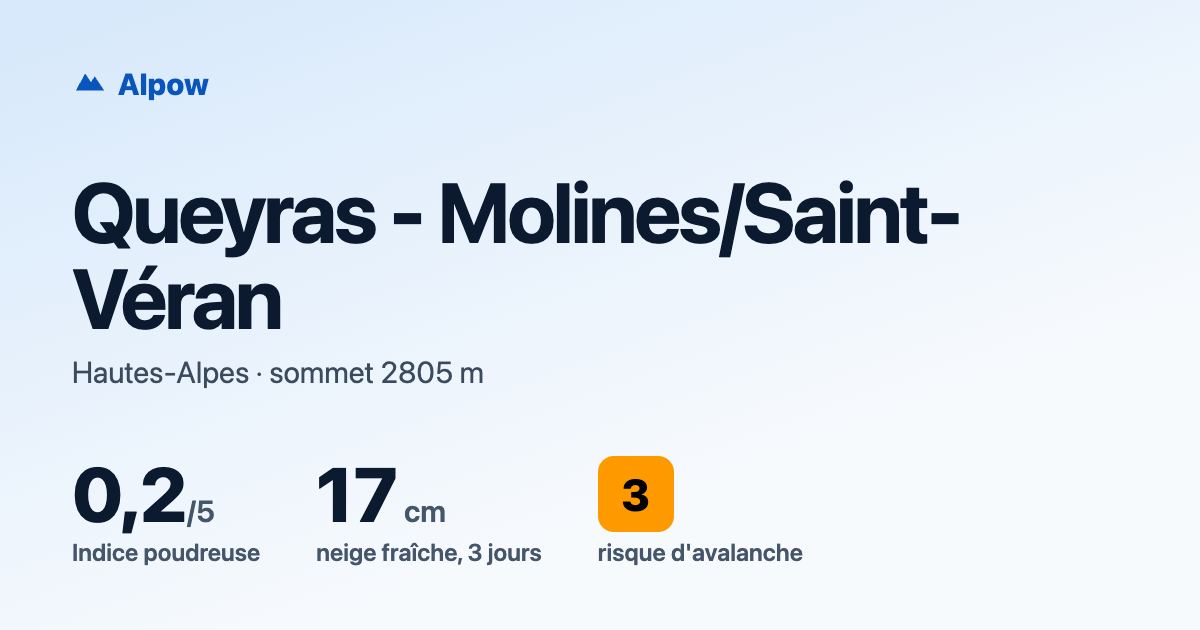 Alpow
Queyras - Molines/Saint-
Véran
Hautes-Alpes · sommet 2805 m
0,2/5
Indice poudreuse
17 cm
neige fraîche, 3 jours
3
risque d'avalanche